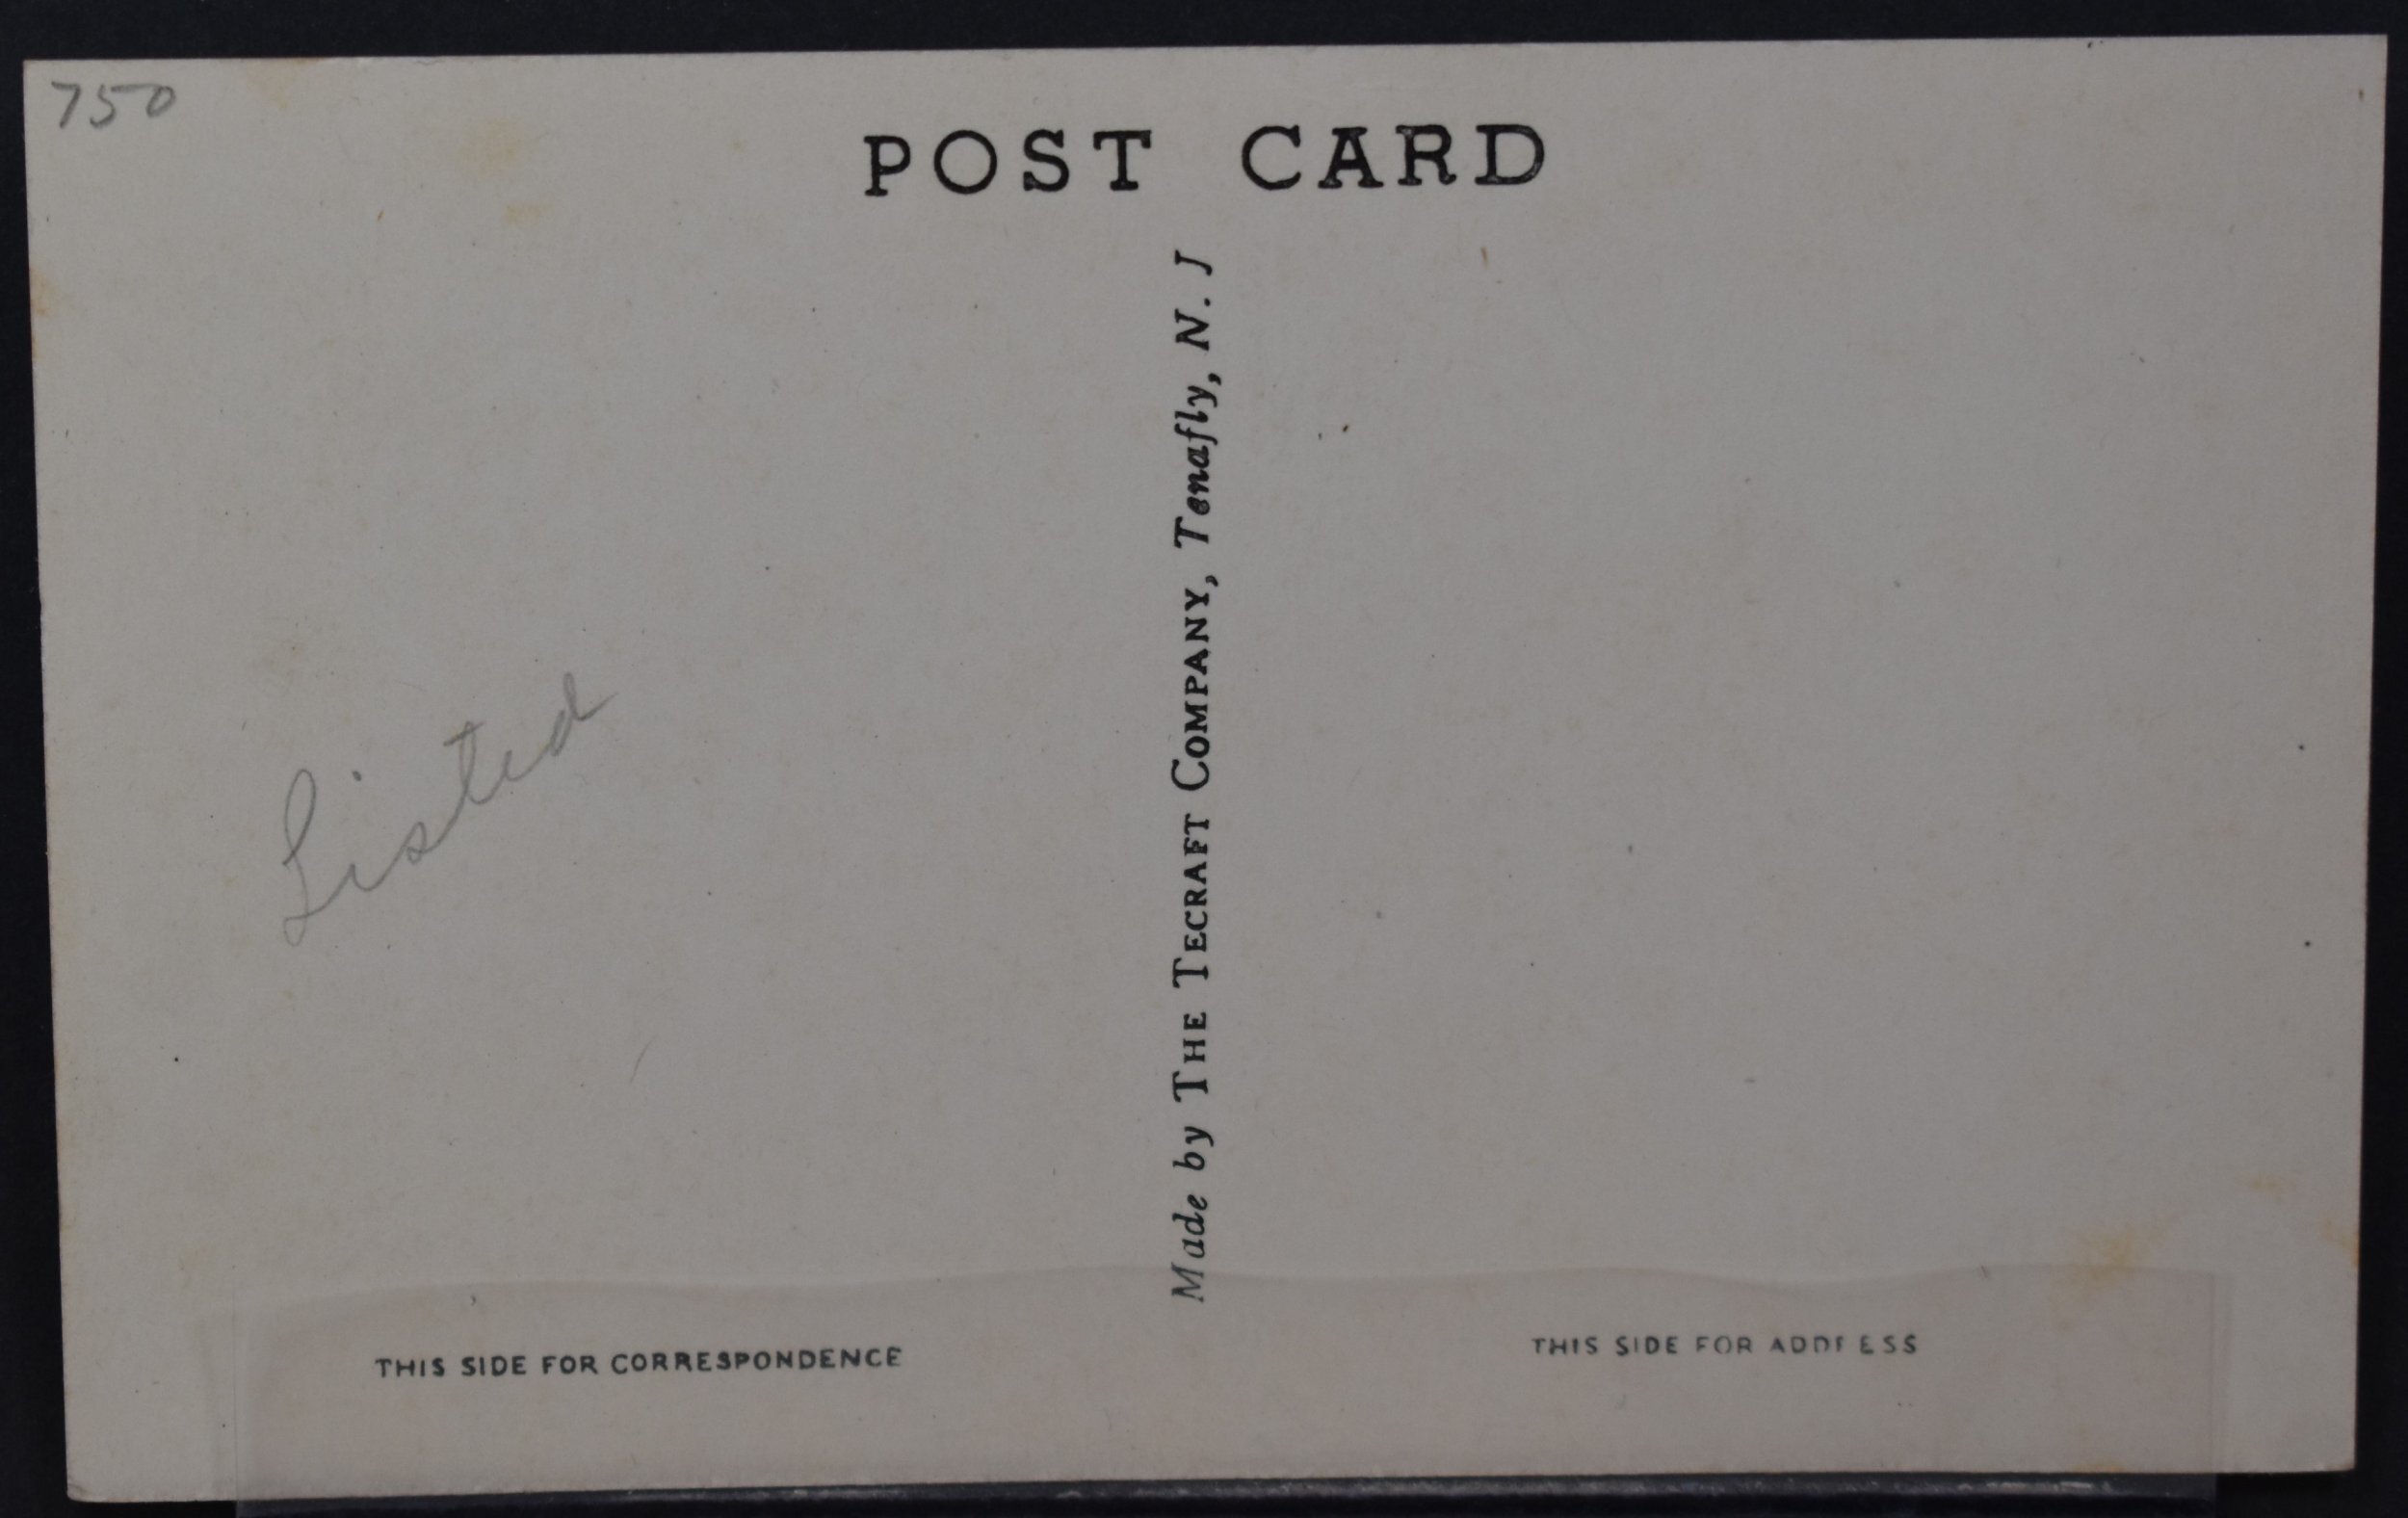 750
POST CARD
Made by THE TECRAFT COMPANY, Tenafly, N. J
Listed
THIS SIDE FOR CORRESPONDENCE
THIS SIDE FOR ADDRESS